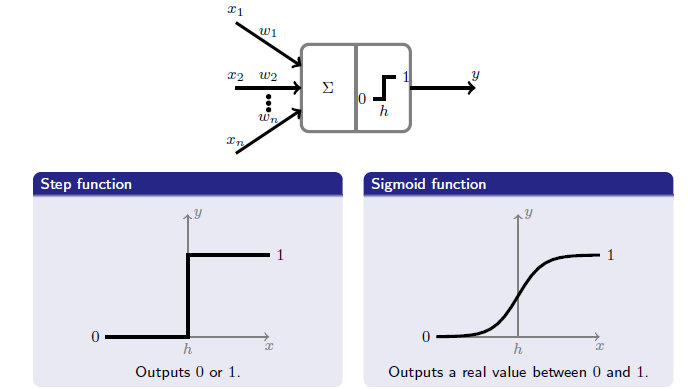 x₁
w₁
x₂ w₂
wₙ
xₙ
Σ
0 1
h
y
Step function
y
1
0
h
x
Outputs 0 or 1.
Sigmoid function
y
1
0
h
x
Outputs a real value between 0 and 1.